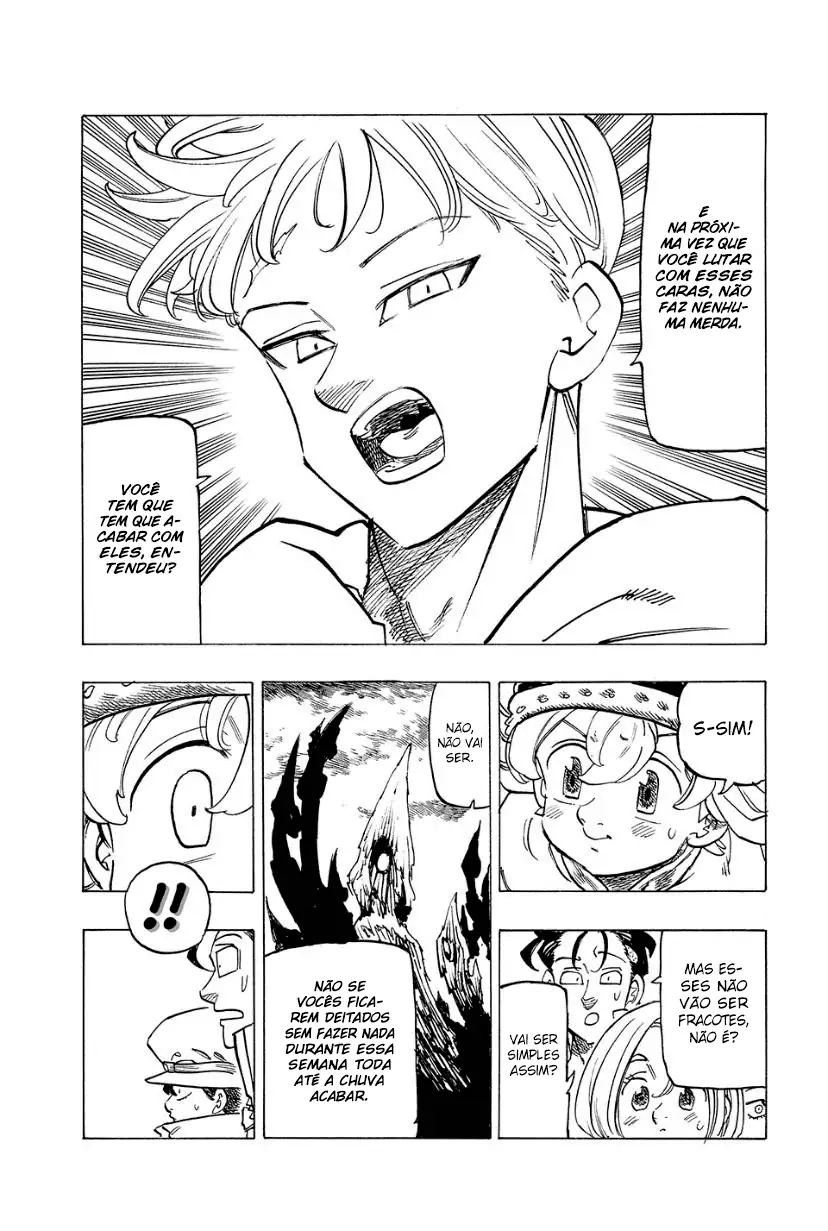 E
NA PRÓXI-
MA VEZ QUE
VOCÊ LUTAR
COM ESSES
CARAS, NÃO
FAZ NENHU-
MA MERDA.
VOCÊ
TEM QUE
TEM QUE A-
CABAR COM
ELES, EN-
TENDEU?
S-SIM!
MAS ES-
SES NÃO
VÃO SER
FRACOTES,
NÃO É?
VAI SER
SIMPLES
ASSIM?
NÃO,
NÃO VAI
SER.
NÃO SE
VOCÊS FICA-
REM DEITADOS
SEM FAZER NADA
DURANTE ESSA
SEMANA TODA
ATÉ A CHUVA
ACABAR.
!!